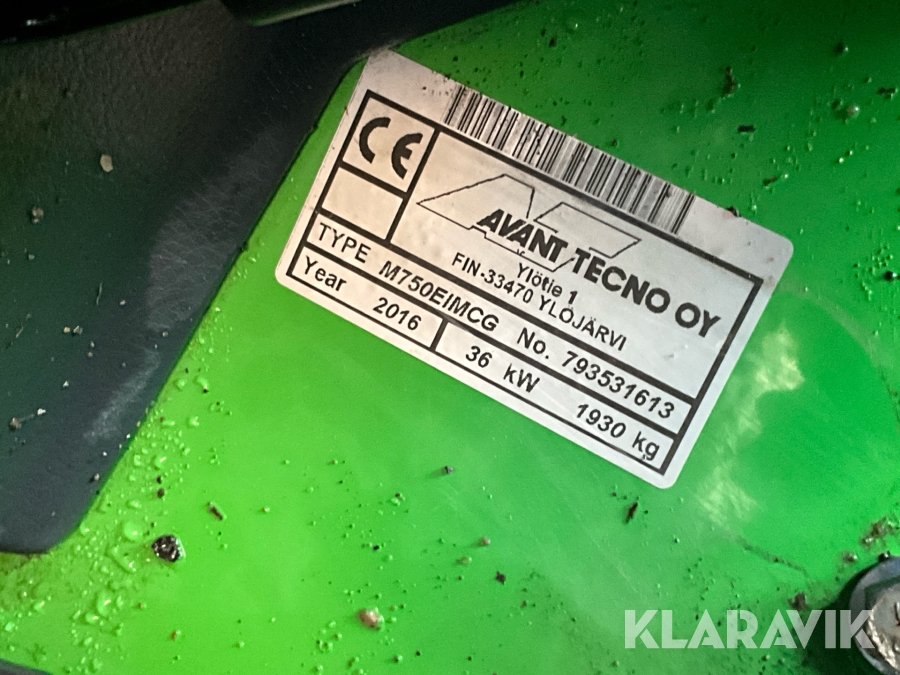 CE
AVANT TECNO OY
Ylötie 1
FIN-33470 YLÖJÄRVI
TYPE M750EIMCG No. 793531613
Year 2016 36 kW 1930 kg
KLARAVIK